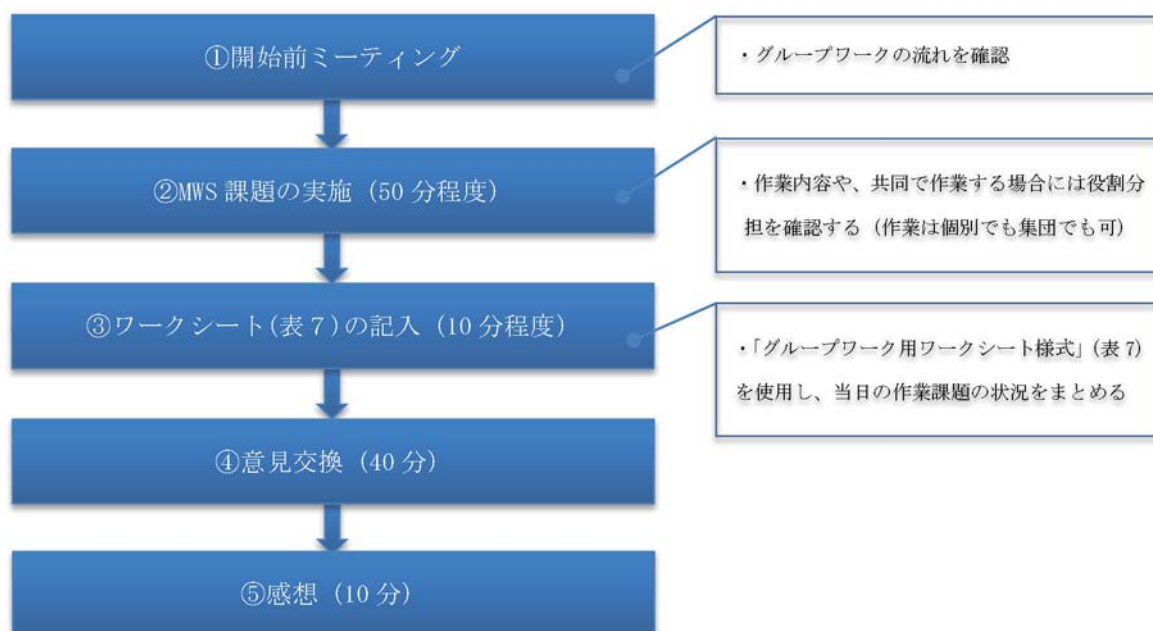 ①開始前ミーティング
・グループワークの流れを確認
②MWS 課題の実施（50 分程度）
・作業内容や、共同で作業する場合には役割分
担を確認する（作業は個別でも集団でも可）
③ワークシート(表７)の記入（10 分程度）
・「グループワーク用ワークシート様式」(表 7)
を使用し、当日の作業課題の状況をまとめる
④意見交換（40 分）
⑤感想（10 分）